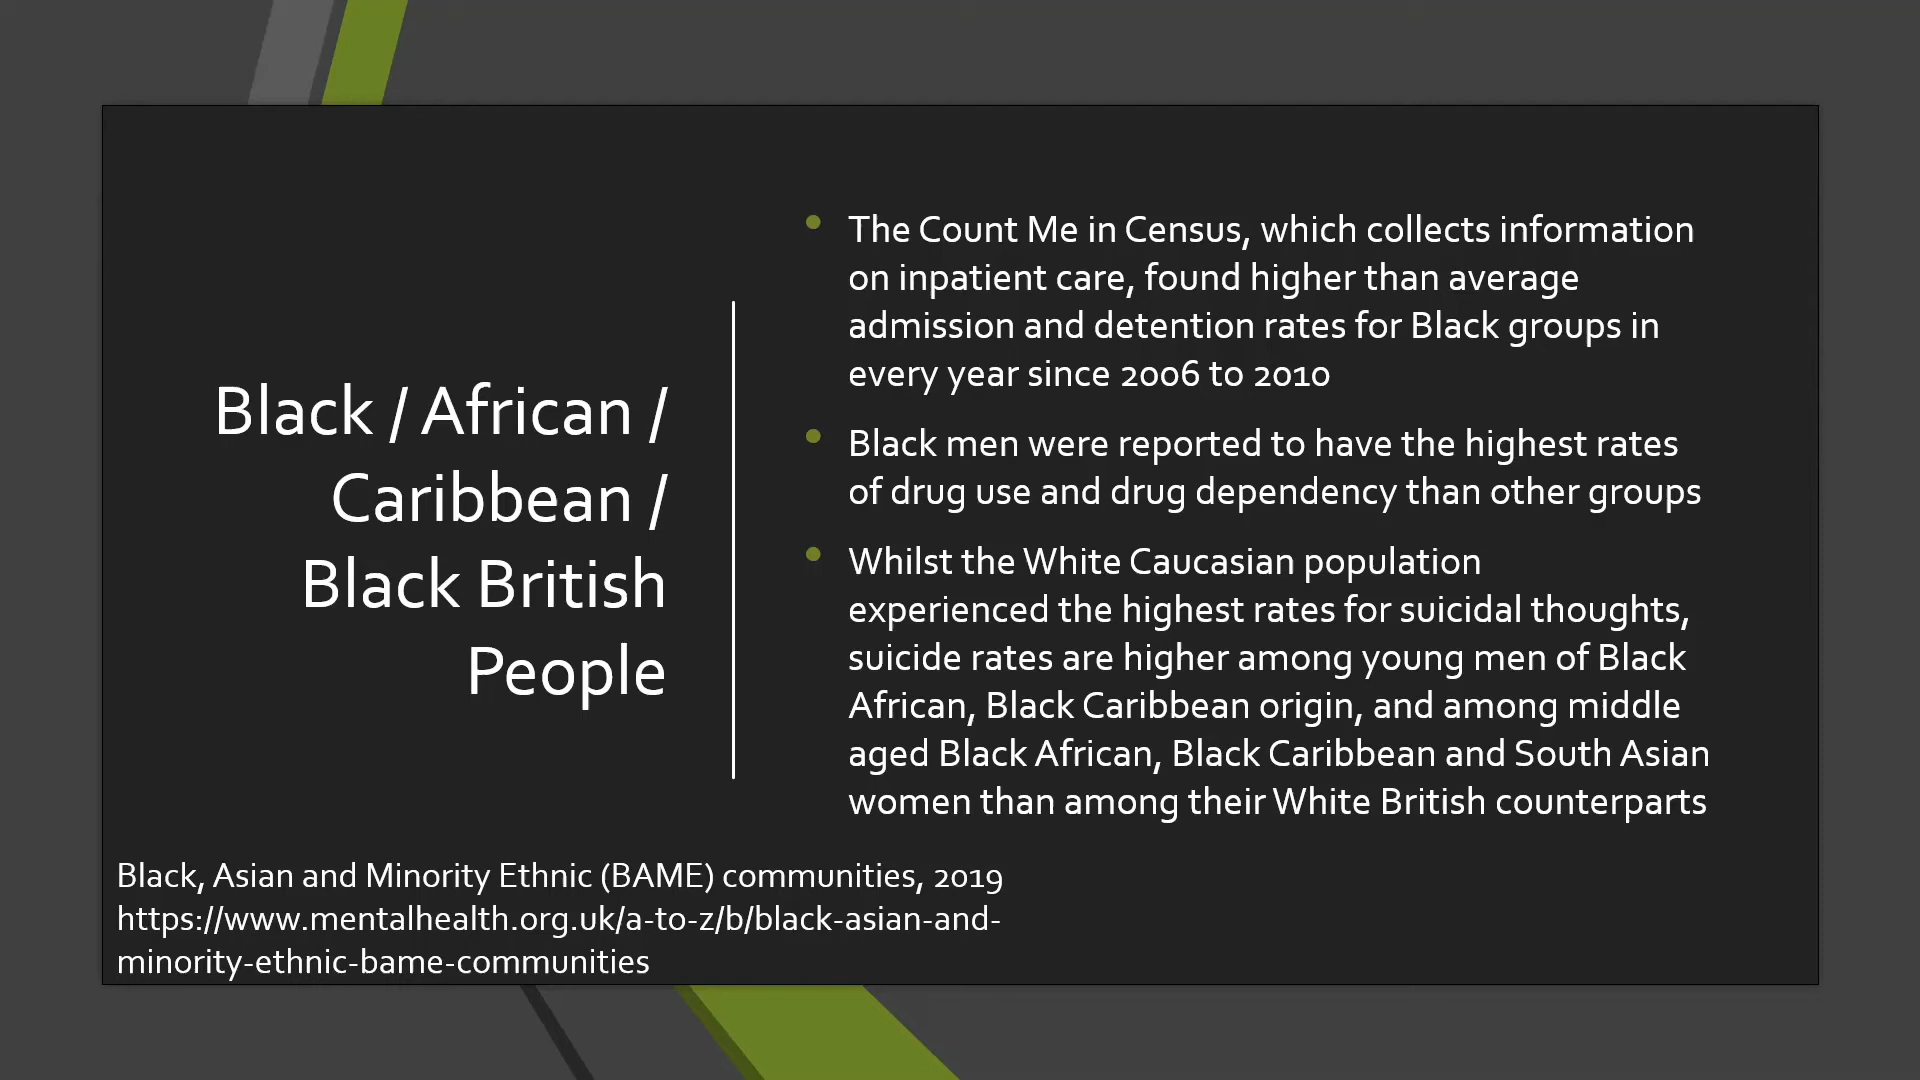 Black / African /
Caribbean /
Black British
People
The Count Me in Census, which collects information
on inpatient care, found higher than average
admission and detention rates for Black groups in
every year since 2006 to 2010
Black men were reported to have the highest rates
of drug use and drug dependency than other groups
Whilst the White Caucasian population
experienced the highest rates for suicidal thoughts,
suicide rates are higher among young men of Black
African, Black Caribbean origin, and among middle
aged Black African, Black Caribbean and South Asian
women than among their White British counterparts
Black, Asian and Minority Ethnic (BAME) communities, 2019
https://www.mentalhealth.org.uk/a-to-z/b/black-asian-and-
minority-ethnic-bame-communities